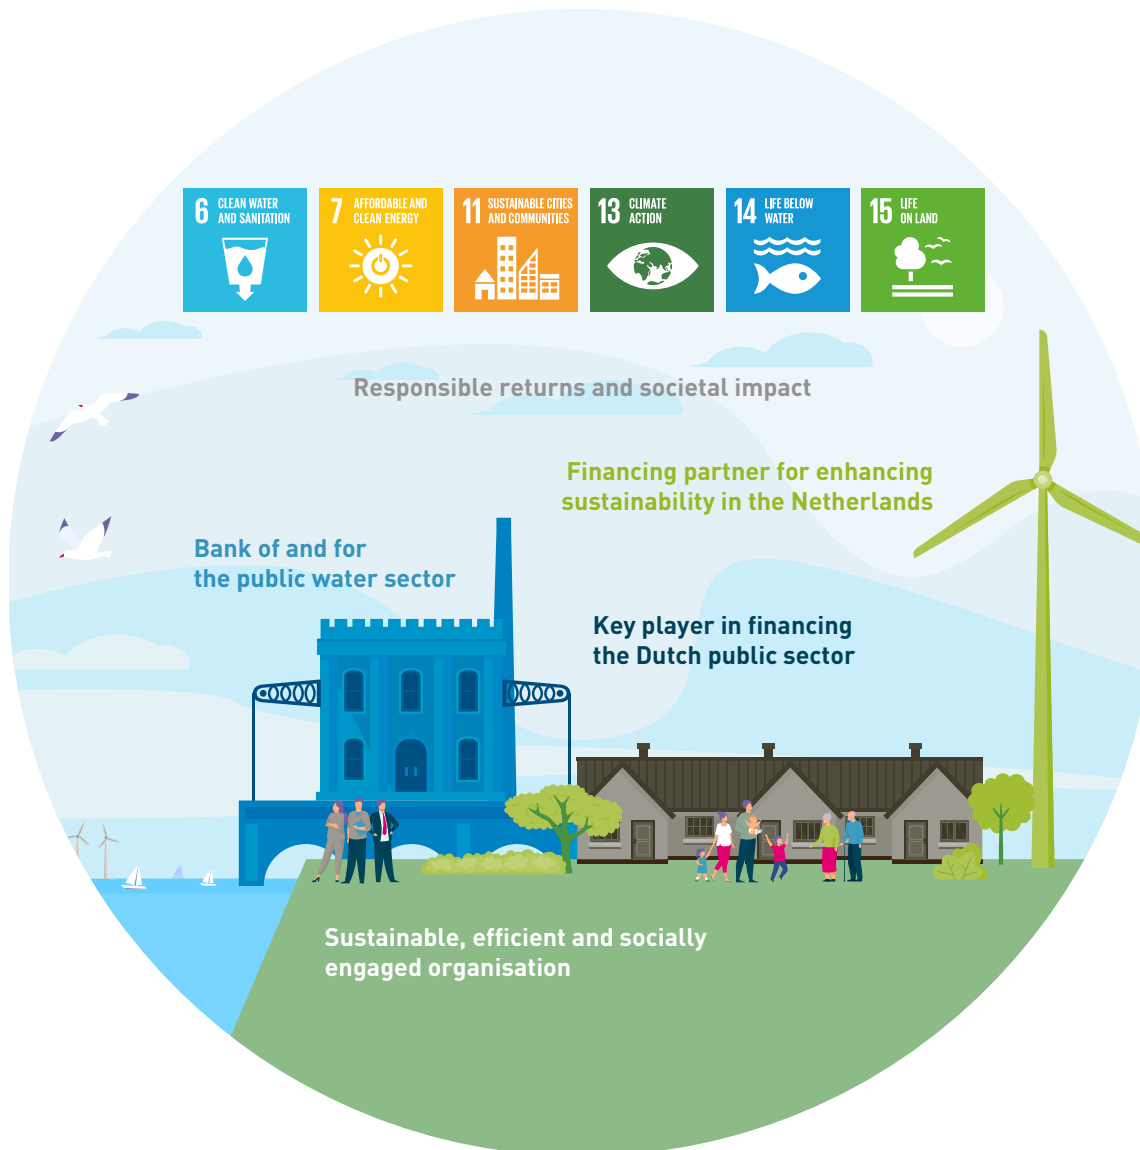 6 CLEAN WATER
AND SANITATION
7 AFFORDABLE AND
CLEAN ENERGY
11 SUSTAINABLE CITIES
AND COMMUNITIES
13 CLIMATE
ACTION
14 LIFE BELOW
WATER
15 LIFE
ON LAND
Responsible returns and societal impact
Financing partner for enhancing
sustainability in the Netherlands
Bank of and for
the public water sector
Key player in financing
the Dutch public sector
Sustainable, efficient and socially
engaged organisation